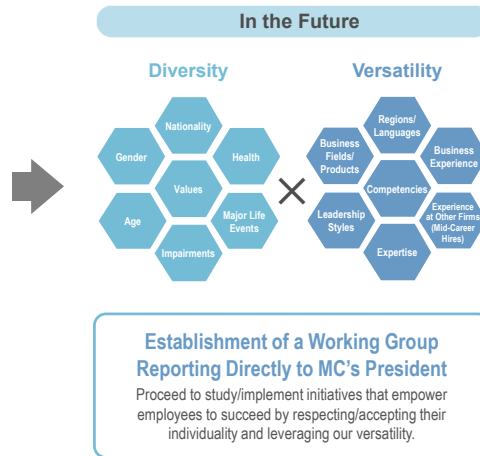 In the Future
Diversity
Versatility
Nationality
Gender
Health
Values
Age
Major Life
Events
Impairments
×
Regions/
Languages
Business
Fields/
Products
Business
Experience
Competencies
Leadership
Styles
Experience
at Other Firms
(Mid-Career
Hires)
Expertise
Establishment of a Working Group
Reporting Directly to MC's President
Proceed to study/implement initiatives that empower
employees to succeed by respecting/accepting their
individuality and leveraging our versatility.